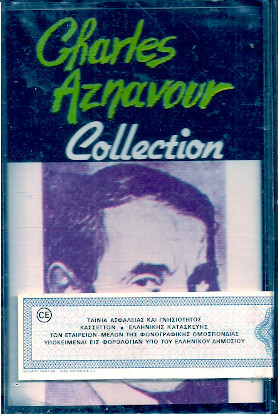 Charles
Aznavour
Collection
CE
ΤΑΙΝΙΑ ΑΣΦΑΛΕΙΑΣ ΚΑΙ ΓΝΗΣΙΟΤΗΤΟΣ
ΚΑΣΣΕΤΤΩΝ • ΕΛΛΗΝΙΚΗΣ ΚΑΤΑΣΚΕΥΗΣ
ΤΩΝ ΕΤΑΙΡΕΙΩΝ-ΜΕΛΩΝ ΤΗΣ ΦΩΝΟΓΡΑΦΙΚΗΣ ΟΜΟΣΠΟΝΔΙΑΣ
ΥΠΟΚΕΙΜΕΝΑΙ ΕΙΣ ΦΟΡΟΛΟΓΙΑΝ ΥΠΟ ΤΟΥ ΕΛΛΗΝΙΚΟΥ ΔΗΜΟΣΙΟΥ